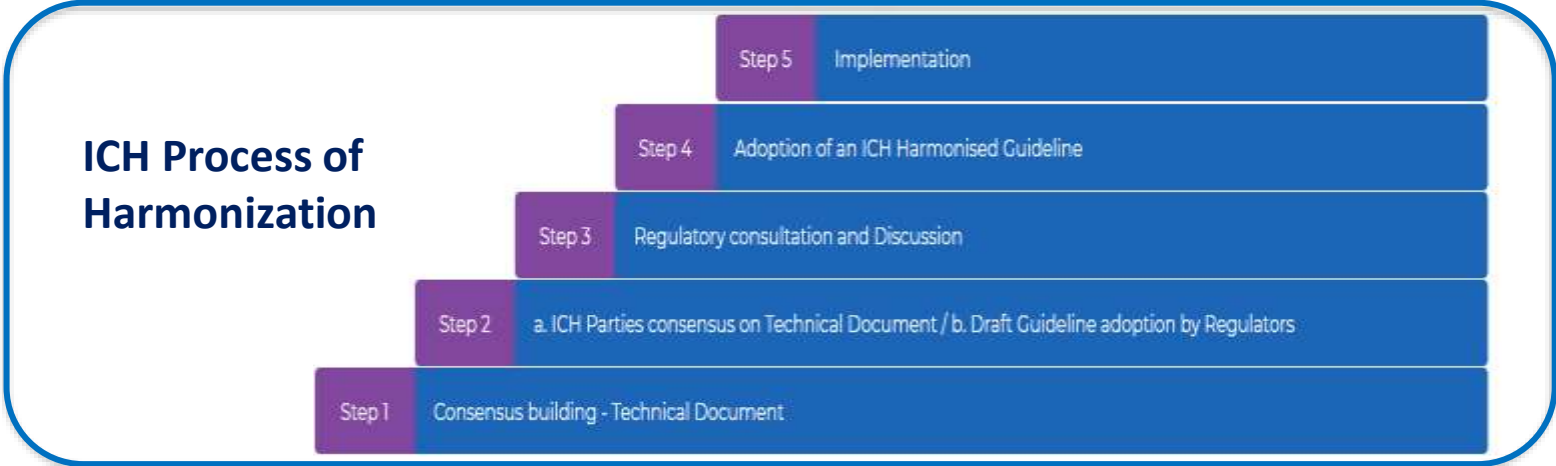 ICH Process of
Harmonization
Step 5 Implementation
Step 4 Adoption of an ICH Harmonised Guideline
Step 3 Regulatory consultation and Discussion
Step 2 a. ICH Parties consensus on Technical Document / b. Draft Guideline adoption by Regulators
Step 1 Consensus building - Technical Document